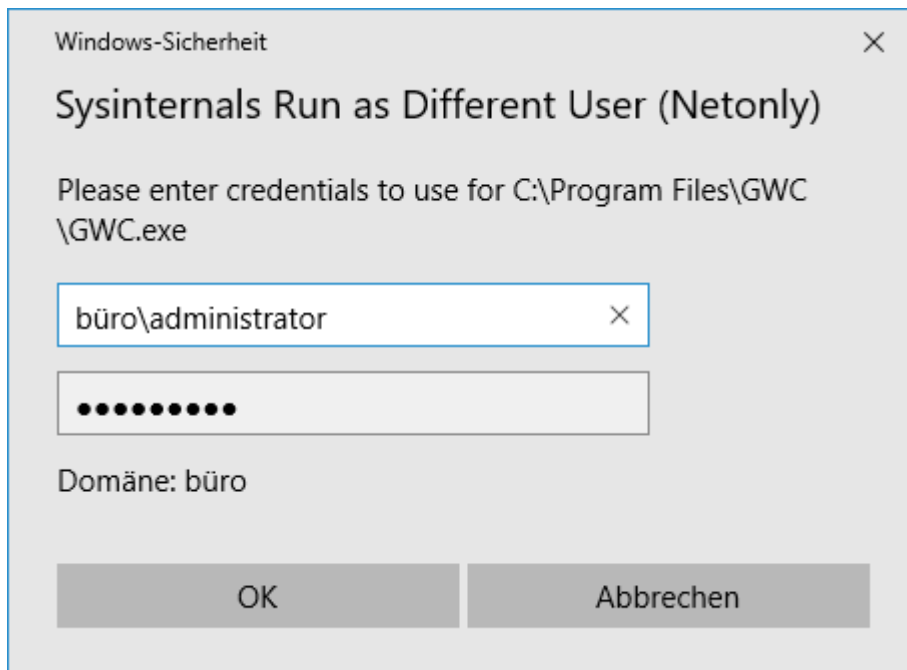 Windows-Sicherheit
Sysinternals Run as Different User (Netonly)
Please enter credentials to use for C:\Program Files\GWC
\GWC.exe
büro\administrator
●●●●●●●●●
Domäne: büro
OK
Abbrechen